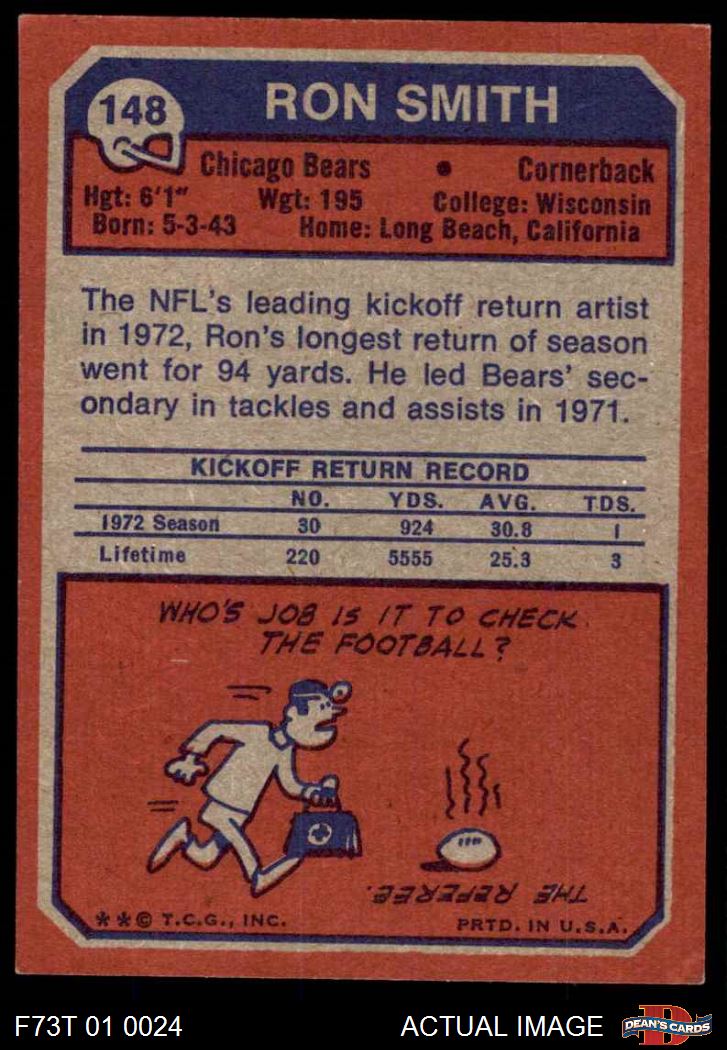 148
RON SMITH
Chicago Bears • Cornerback
Hgt: 6'1" Wgt: 195 College: Wisconsin
Born: 5-3-43 Home: Long Beach, California
The NFL's leading kickoff return artist
in 1972, Ron's longest return of season
went for 94 yards. He led Bears' sec-
ondary in tackles and assists in 1971.
KICKOFF RETURN RECORD
NO. YDS. AVG. TDS.
1972 Season 30 924 30.8 1
Lifetime 220 5555 25.3 3
WHO'S JOB IS IT TO CHECK
THE FOOTBALL?
THE REFEREE.
**© T.C.G., INC. PRTD. IN U.S.A.
F73T 01 0024 ACTUAL IMAGE
D
DEAN'S CARDS